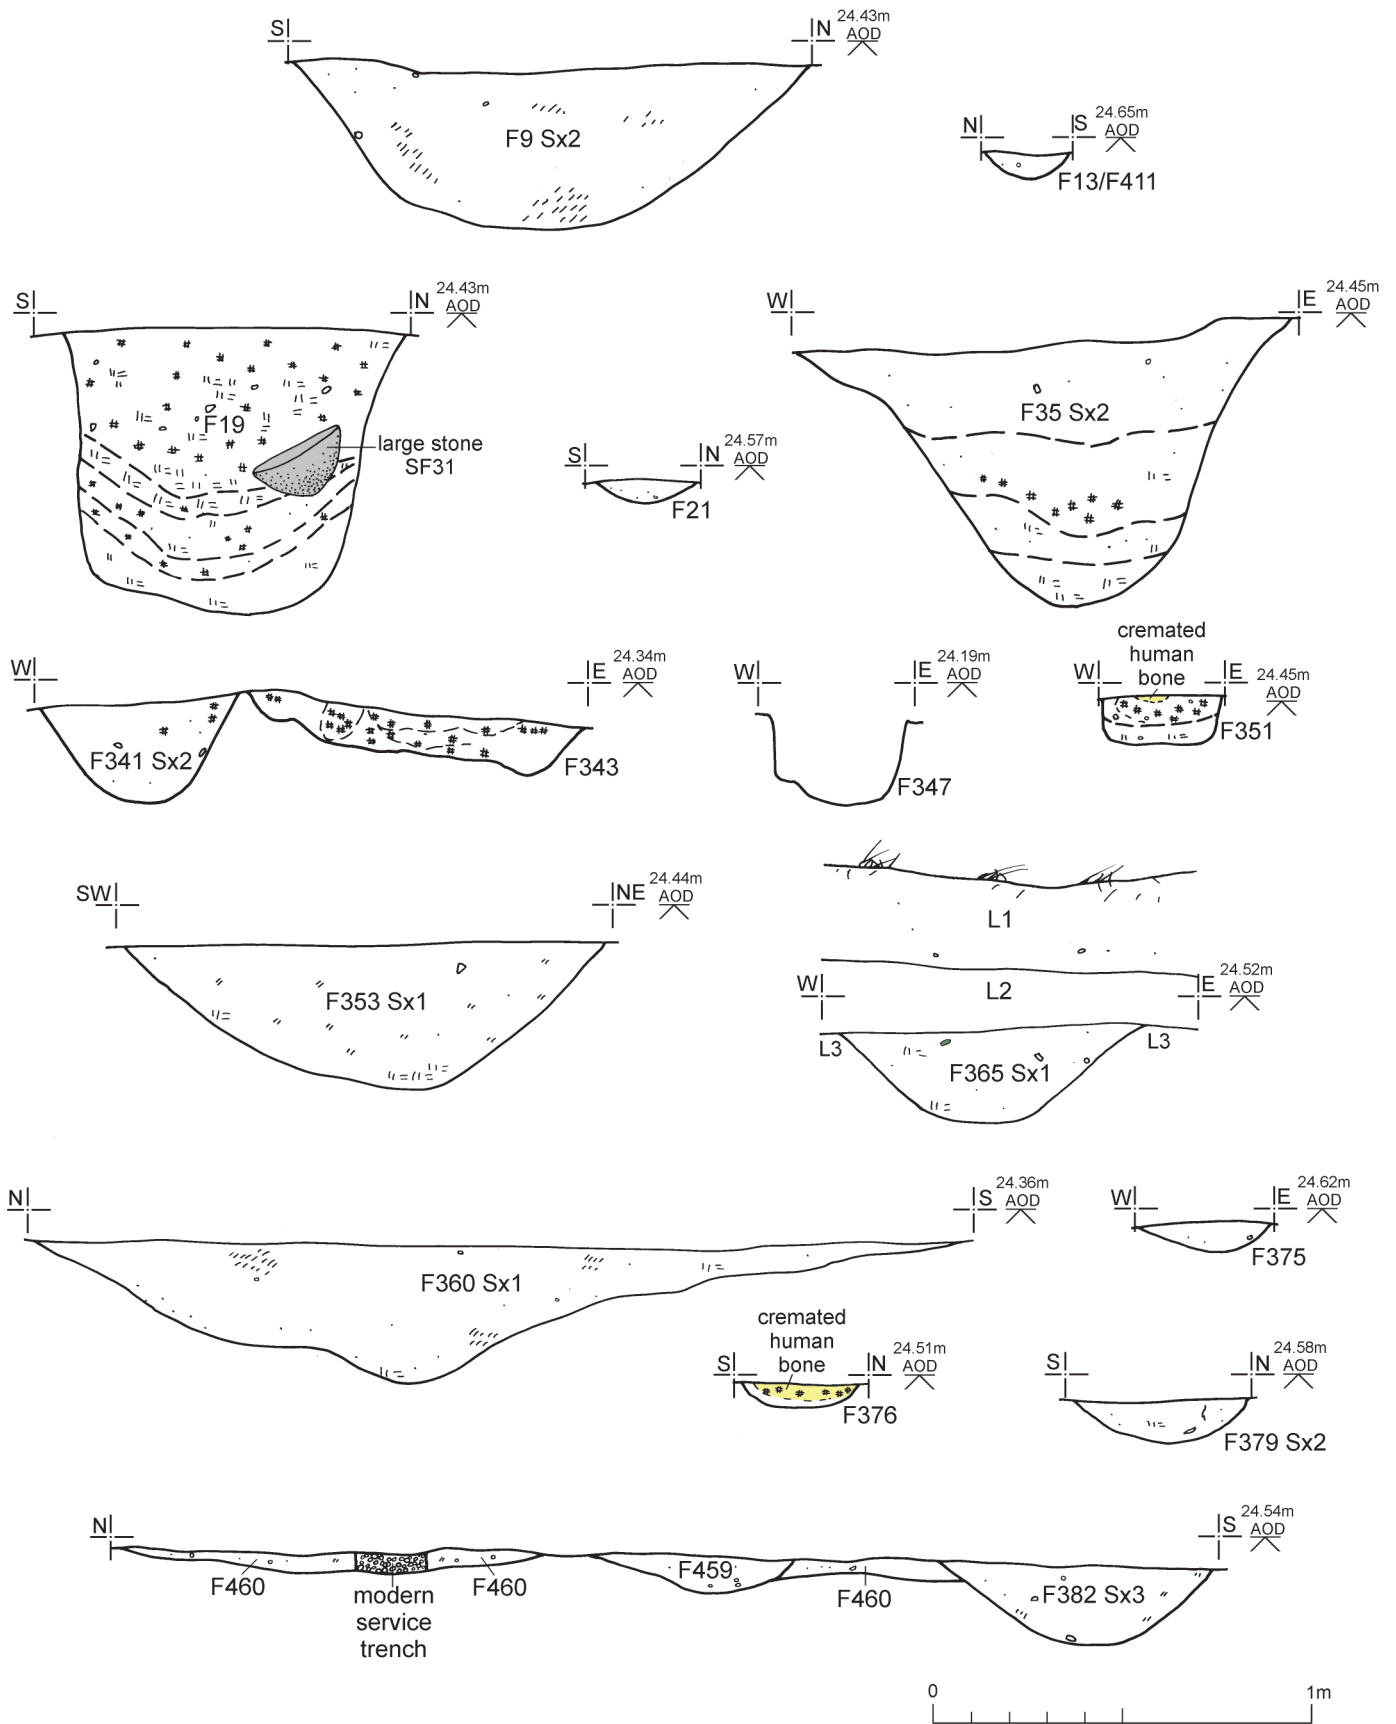 S N 24.43m
AOD
F9 Sx2
N S 24.65m
AOD
F13/F411
S N 24.43m
AOD
F19
large stone
SF31
S N 24.57m
AOD
F21
W E 24.45m
AOD
F35 Sx2
W E 24.34m
AOD
F341 Sx2
F343
W E 24.19m
AOD
F347
cremated
human
bone
W E 24.45m
AOD
F351
SW NE 24.44m
AOD
F353 Sx1
L1
L2
W E 24.52m
AOD
L3 L3
F365 Sx1
N S 24.36m
AOD
F360 Sx1
W E 24.62m
AOD
F375
cremated
human
bone
S N 24.51m
AOD
F376
S N 24.58m
AOD
F379 Sx2
N S 24.54m
AOD
F460
modern
service
trench
F460
F459
F460
F382 Sx3
0 1m